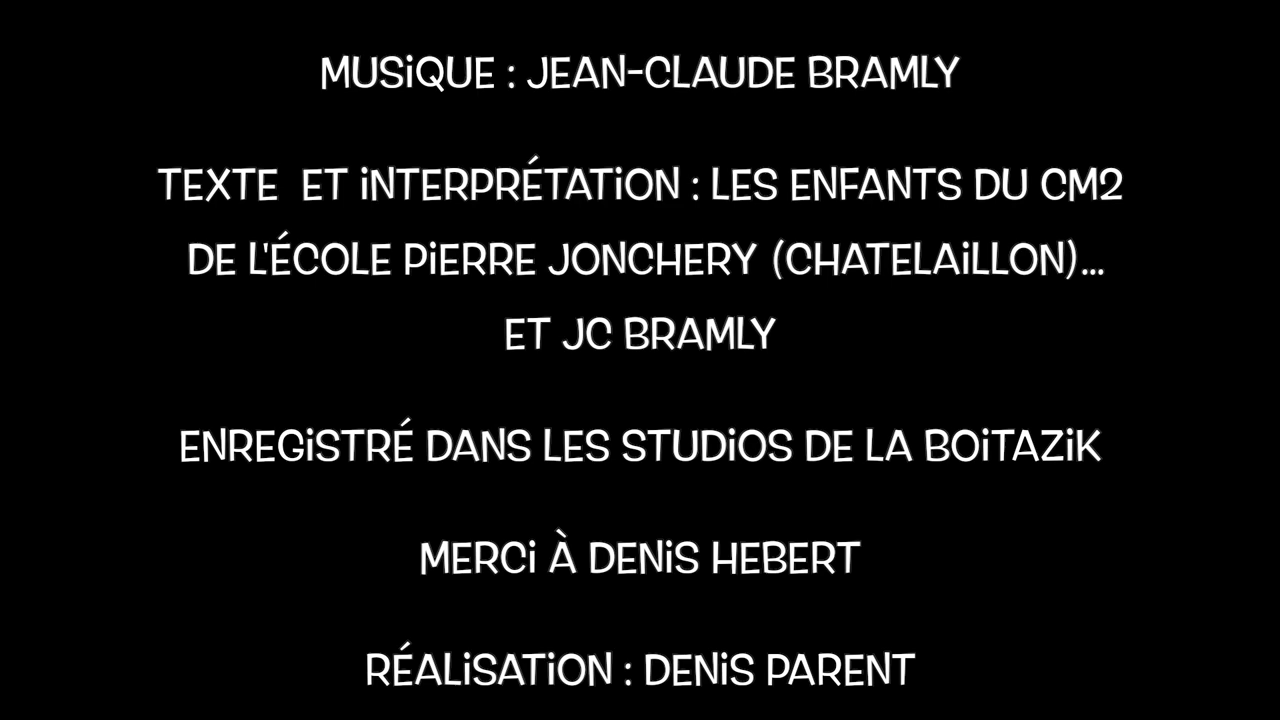 MUSiQUE : JEAN-CLAUDE BRAMLY
TEXTE ET iNTERPRÉTATiON : LES ENFANTS DU CM2
DE L'ÉCOLE PiERRE JONCHERY (CHATELAiLLON)...
ET JC BRAMLY
ENREGiSTRÉ DANS LES STUDiOS DE LA BOiTAZiK
MERCi À DENiS HEBERT
RÉALiSATiON : DENiS PARENT